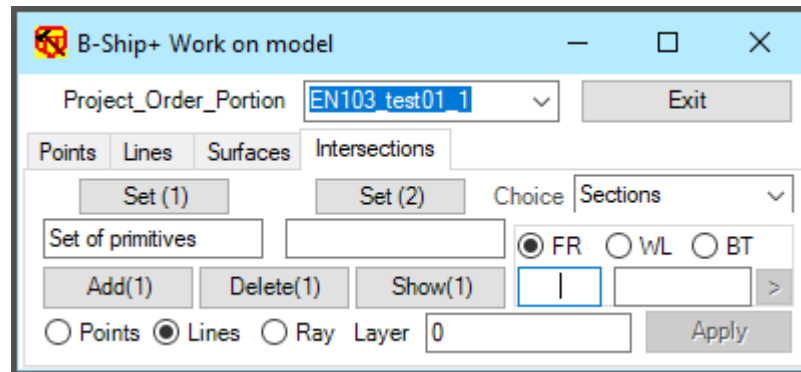 B-Ship+ Work on model
Project_Order_Portion EN103_test01_1 Exit
Points Lines Surfaces Intersections
Set (1) Set (2) Choice Sections
Set of primitives
FR WL BT
Add(1) Delete(1) Show(1) >
Points Lines Ray Layer 0 Apply